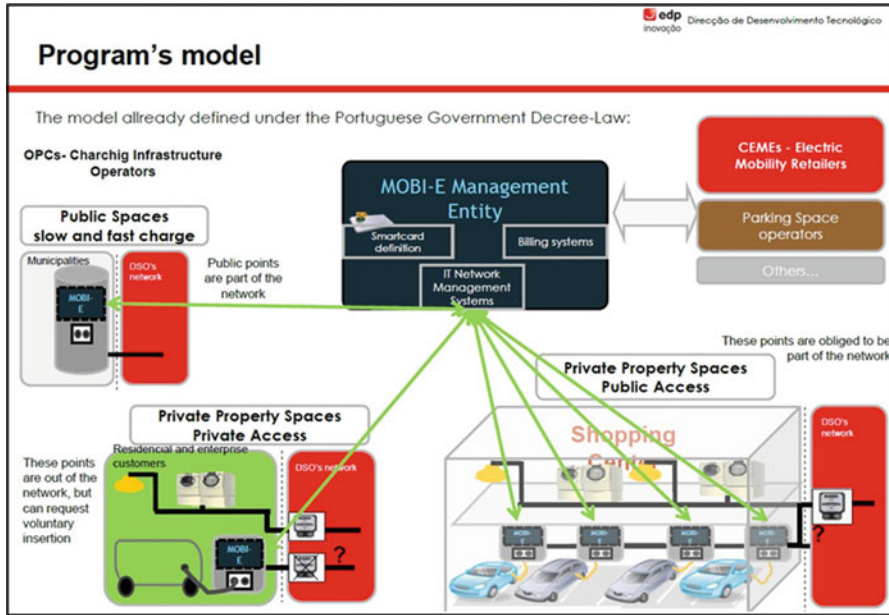 edp
inovação
Direcção de Desenvolvimento Tecnológico
Program's model
The model allready defined under the Portuguese Government Decree-Law:
OPCs- Charchig Infrastructure
Operators
Public Spaces
slow and fast charge
Municipalities
DSO's
network
MOBI-
E
Public points
are part of the
network
MOBI-E Management
Entity
Smartcard
definition
Billing systems
IT Network
Management
Systems
CEMEs - Electric
Mobility Retailers
Parking Space
operators
Others...
These points are obliged to be
part of the network
Private Property Spaces
Public Access
Shopping
Center
MOBI-
E
MOBI-
E
MOBI-
E
MOBI-
E
DSO's
network
?
Private Property Spaces
Private Access
Residencial and enterprise
customers
DSO's network
MOBI-
E
?
These points
are out of the
network, but
can request
voluntary
insertion